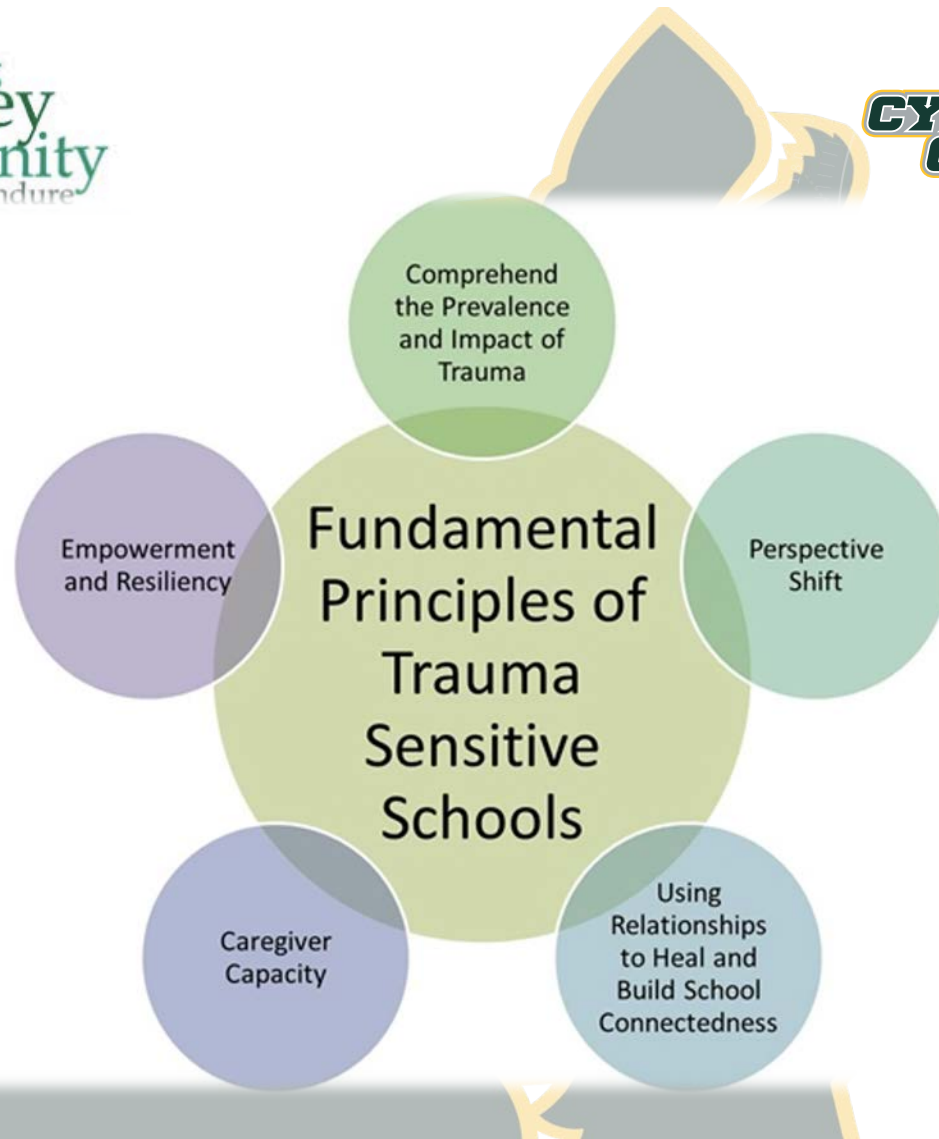 Comprehend
the Prevalence
and Impact of
Trauma
Empowerment
and Resiliency
Fundamental
Principles of
Trauma
Sensitive
Schools
Perspective
Shift
Caregiver
Capacity
Using
Relationships
to Heal and
Build School
Connectedness